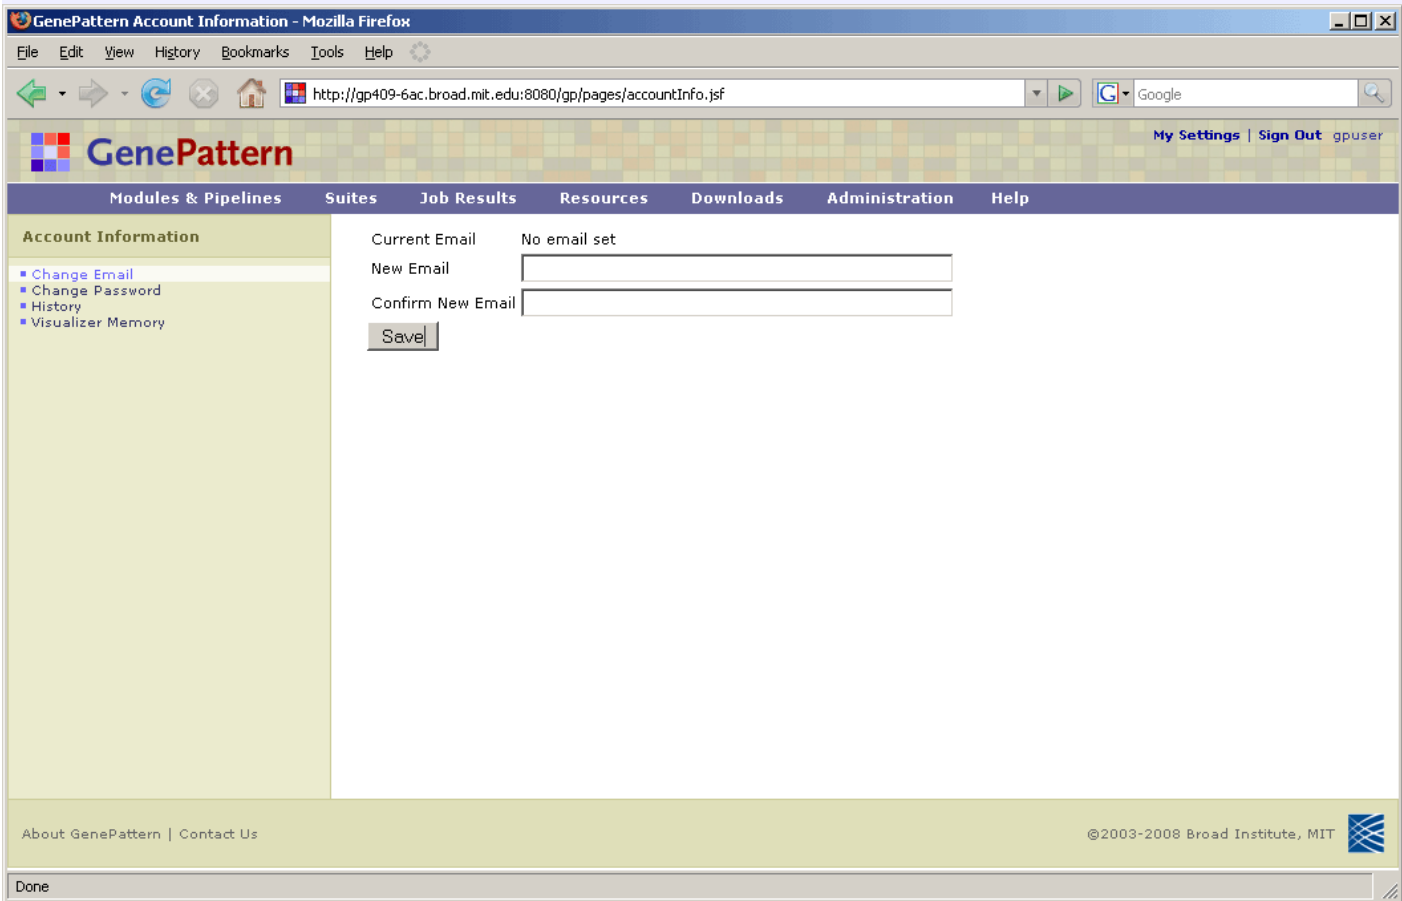 GenePattern Account Information - Mozilla Firefox
File Edit View History Bookmarks Tools Help
http://gp409-6ac.broad.mit.edu:8080/gp/pages/accountInfo.jsf G Google
My Settings | Sign Out gpuser
GenePattern
Modules & Pipelines Suites Job Results Resources Downloads Administration Help
Account Information
Change Email
Change Password
History
Visualizer Memory
Current Email No email set
New Email
Confirm New Email
Save
About GenePattern | Contact Us ©2003-2008 Broad Institute, MIT
Done